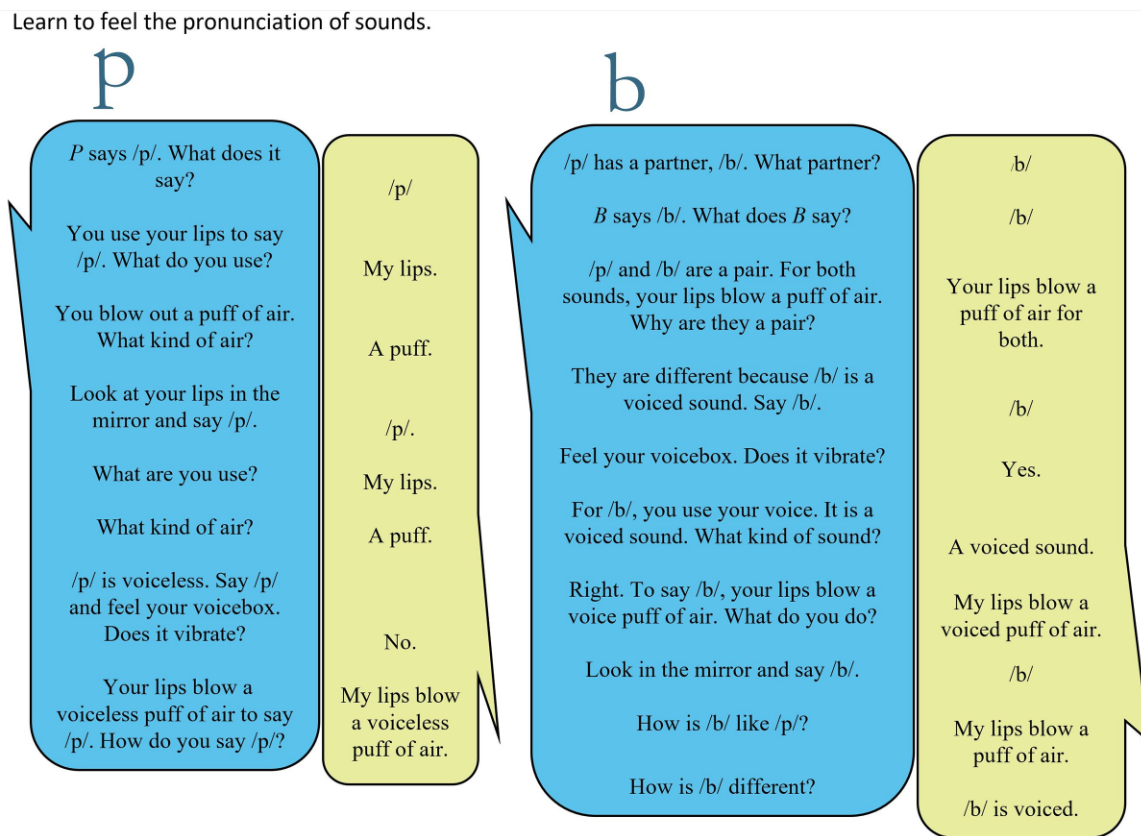 Learn to feel the pronunciation of sounds.
p
P says /p/. What does it
say?
You use your lips to say
/p/. What do you use?
You blow out a puff of air.
What kind of air?
Look at your lips in the
mirror and say /p/.
What are you use?
What kind of air?
/p/ is voiceless. Say /p/
and feel your voicebox.
Does it vibrate?
Your lips blow a
voiceless puff of air to say
/p/. How do you say /p/?
/p/
My lips.
A puff.
/p/.
My lips.
A puff.
No.
My lips blow
a voiceless
puff of air.
b
/p/ has a partner, /b/. What partner?
B says /b/. What does B say?
/p/ and /b/ are a pair. For both
sounds, your lips blow a puff of air.
Why are they a pair?
They are different because /b/ is a
voiced sound. Say /b/.
Feel your voicebox. Does it vibrate?
For /b/, you use your voice. It is a
voiced sound. What kind of sound?
Right. To say /b/, your lips blow a
voice puff of air. What do you do?
Look in the mirror and say /b/.
How is /b/ like /p/?
How is /b/ different?
/b/
/b/
Your lips blow a
puff of air for
both.
/b/
Yes.
A voiced sound.
My lips blow a
voiced puff of air.
/b/
My lips blow a
puff of air.
/b/ is voiced.